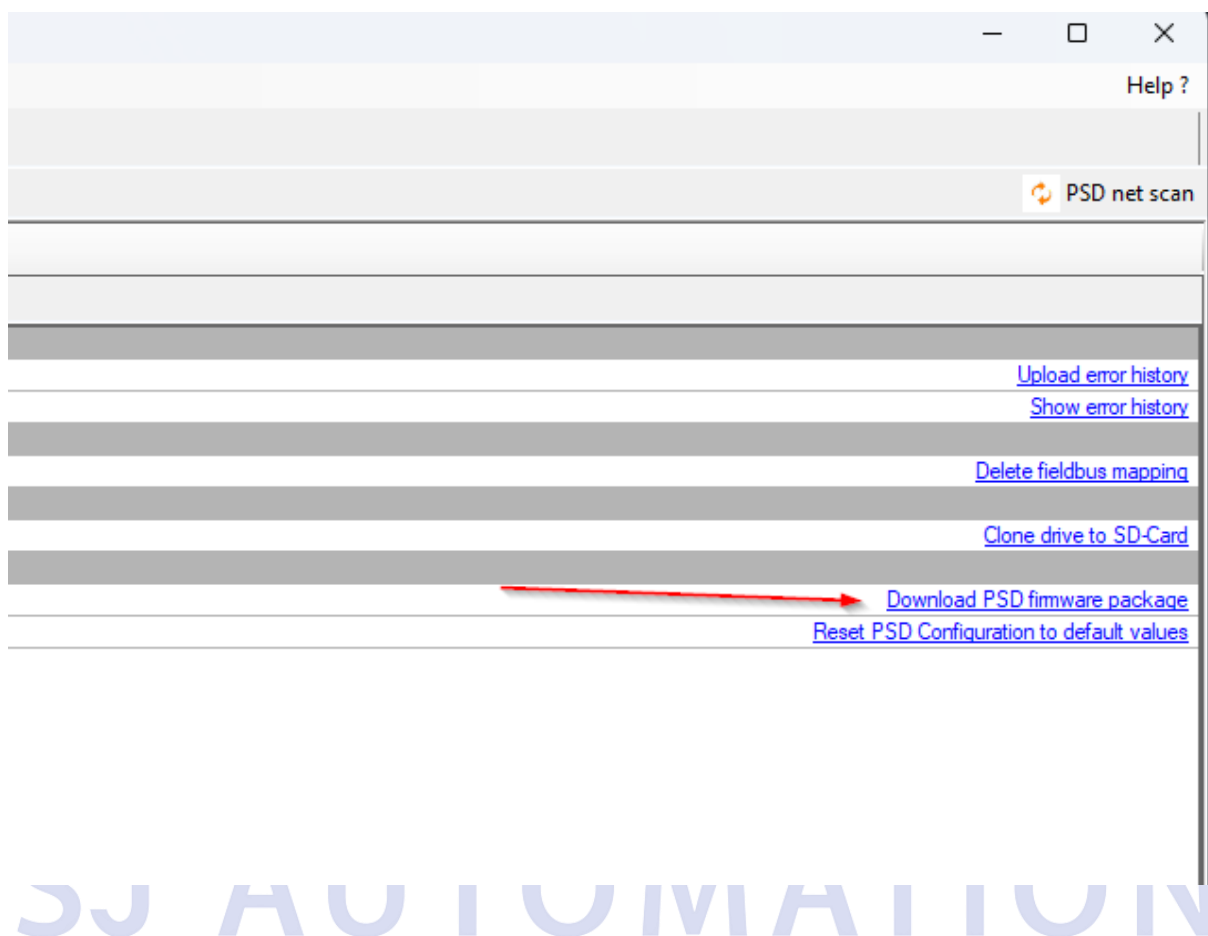 Help ?
PSD net scan
Upload error history
Show error history
Delete fieldbus mapping
Clone drive to SD-Card
Download PSD firmware package
Reset PSD Configuration to default values
SJ AUTOMATION